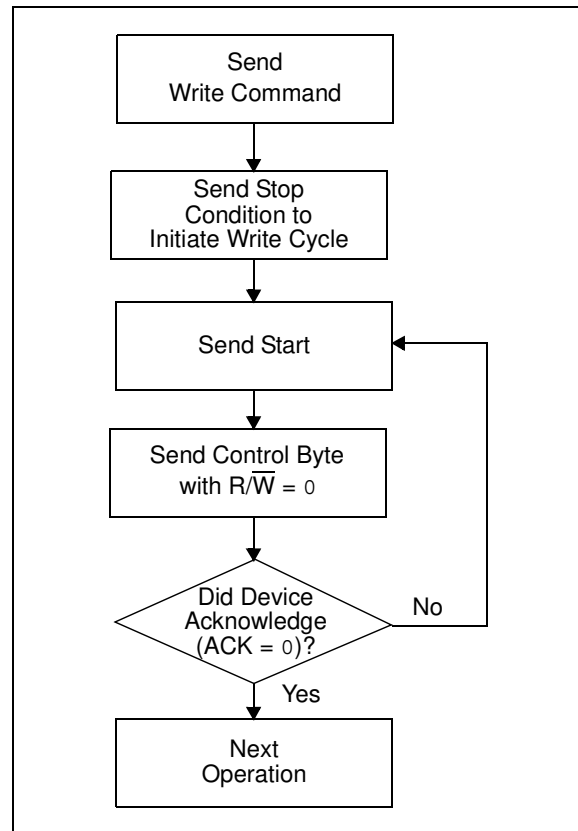 Send
Write Command
Send Stop
Condition to
Initiate Write Cycle
Send Start
Send Control Byte
with R/W̅ = 0
Did Device
Acknowledge
(ACK = 0)?
No
Yes
Next
Operation